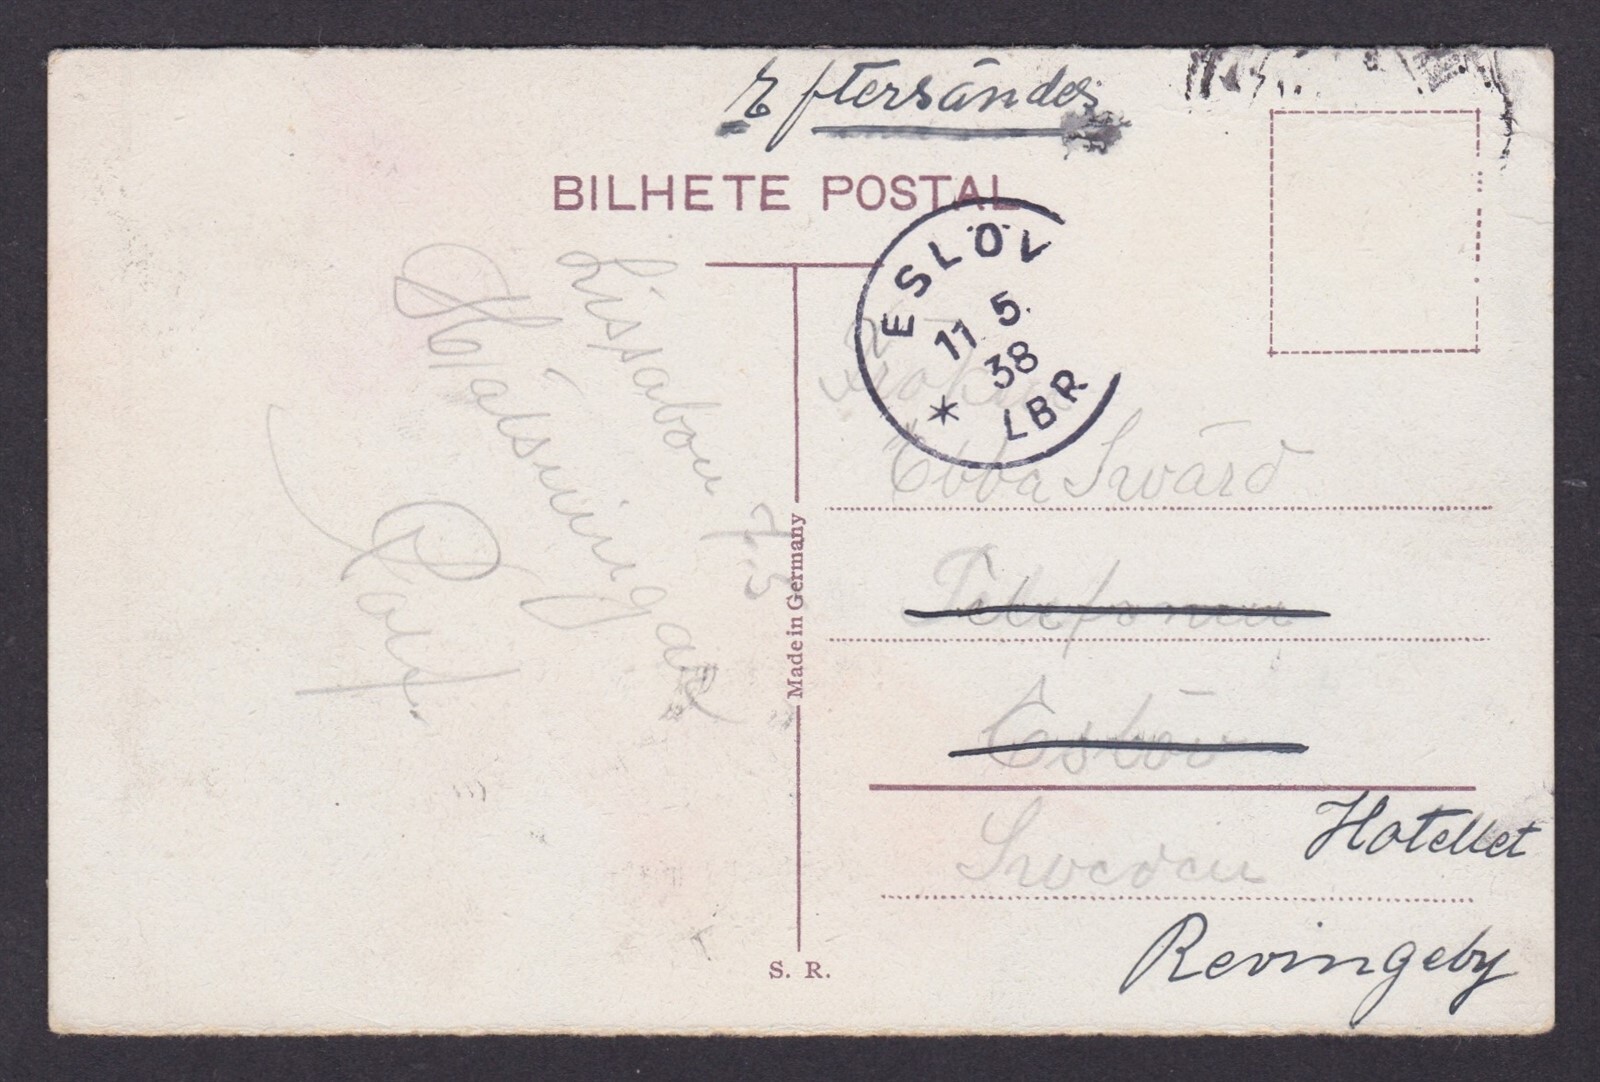 Eftersändes
BILHETE POSTAL
ESLÖV
11 5.
38
* LBR
Lissabon 7.5
Hälsningar
Fröken
Ebba Swärd
Telefonen
Eslöv
Sweden
Hotellet
Revingeby
Made in Germany
S. R.